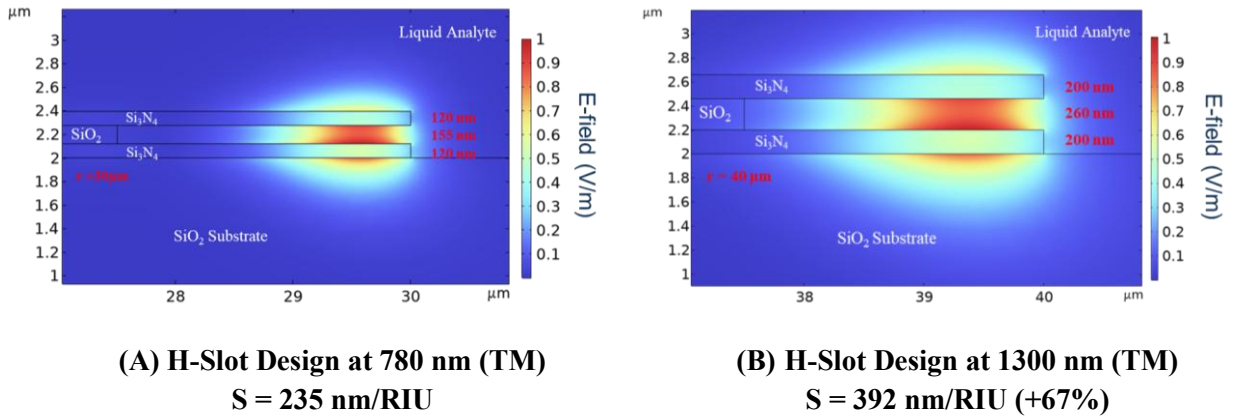 μm
Liquid Analyte
3
2.8
2.6
2.4
2.2
2
1.8
1.6
1.4
1.2
1
Si₃N₄
SiO₂
Si₃N₄
120 nm
155 nm
120 nm
SiO₂ Substrate
28
29
30
μm
1
0.9
0.8
0.7
0.6
0.5
0.4
0.3
0.2
0.1
E-field (V/m)
(A) H-Slot Design at 780 nm (TM)
S = 235 nm/RIU
μm
Liquid Analyte
3
2.8
2.6
2.4
2.2
2
1.8
1.6
1.4
1.2
1
Si₃N₄
SiO₂
Si₃N₄
200 nm
260 nm
200 nm
r = 40 μm
SiO₂ Substrate
38
39
40
μm
1
0.9
0.8
0.7
0.6
0.5
0.4
0.3
0.2
0.1
E-field (V/m)
(B) H-Slot Design at 1300 nm (TM)
S = 392 nm/RIU (+67%)